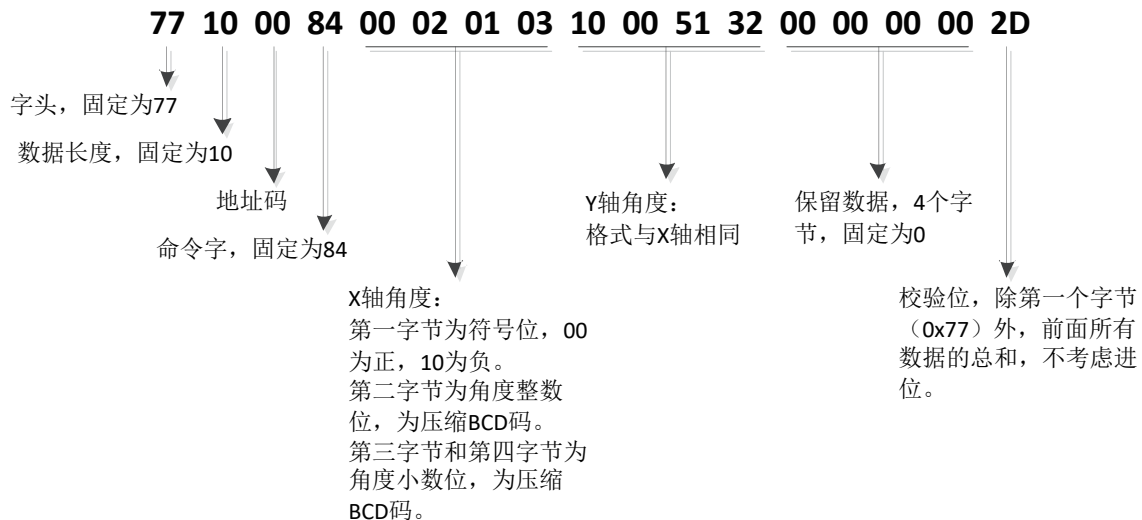 77 10 00 84 00 02 01 03 10 00 51 32 00 00 00 00 2D
字头，固定为77
数据长度，固定为10
地址码
命令字，固定为84
X轴角度：
第一字节为符号位，00
为正，10为负。
第二字节为角度整数
位，为压缩BCD码。
第三字节和第四字节为
角度小数位，为压缩
BCD码。
Y轴角度：
格式与X轴相同
保留数据，4个字
节，固定为0
校验位，除第一个字节
（0x77）外，前面所有
数据的总和，不考虑进
位。